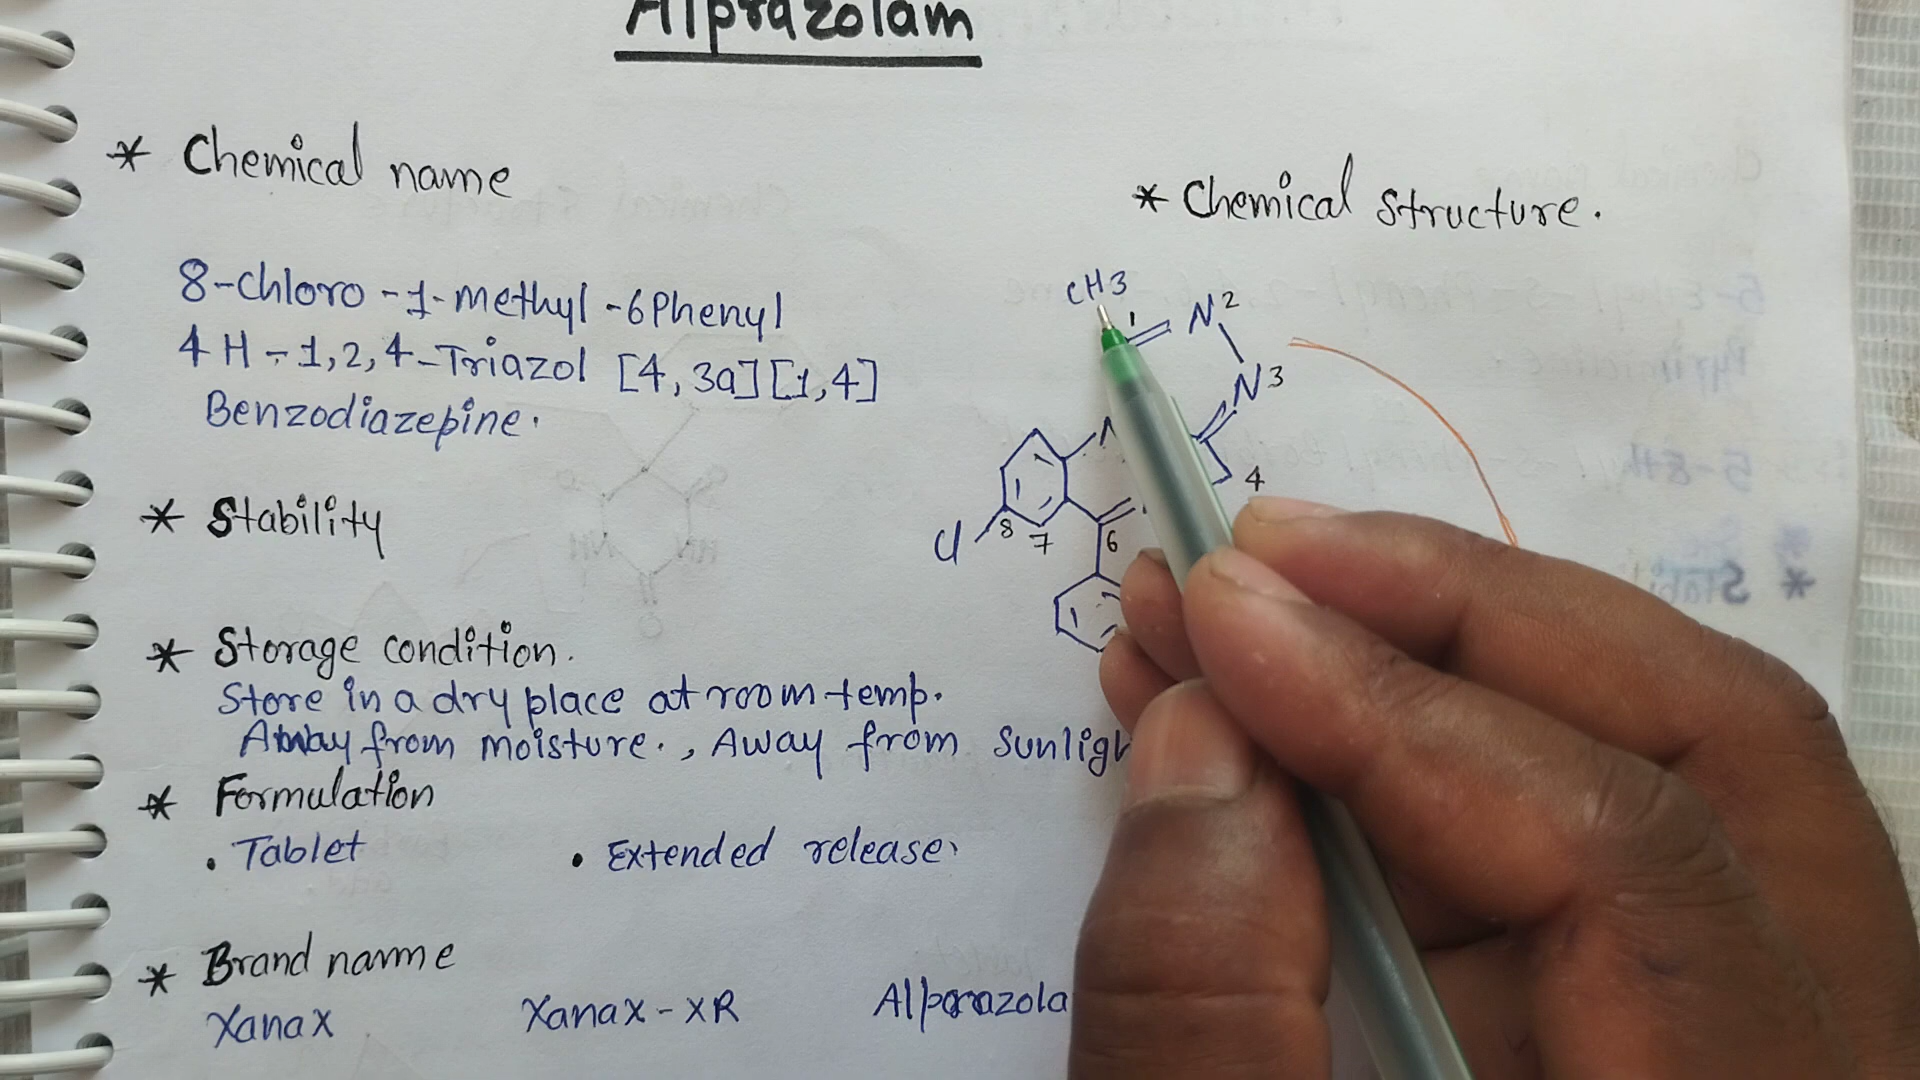 Alprazolam
* Chemical name
* Chemical structure.
8-chloro-1-methyl-6Phenyl
4H-1,2,4-Triazol [4,3a][1,4]
Benzodiazepine.
CH3
1
N2
N3
N
4
Cl
8
7
6
* Stability
* Storage condition.
Store in a dry place at room temp.
Away from moisture., Away from
* Formulation
. Tablet
• Extended release.
* Brand name
Xanax
Xanax-XR